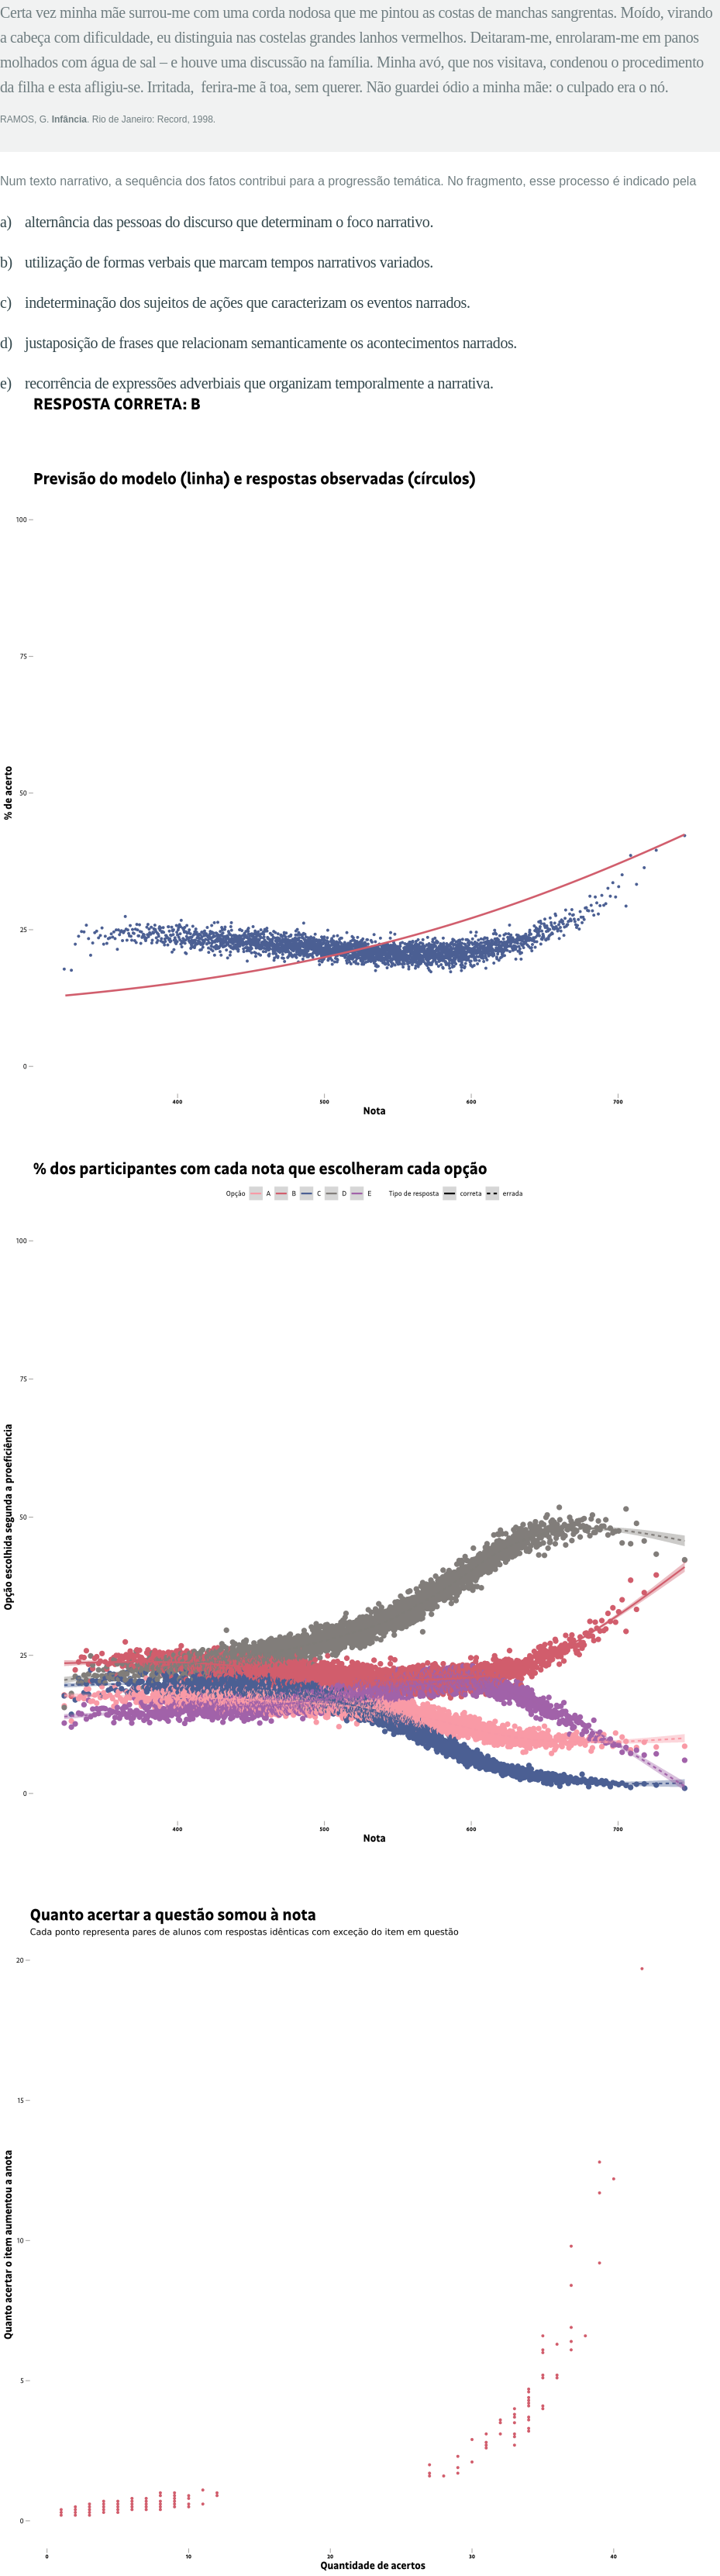 Certa vez minha mãe surrou-me com uma corda nodosa que me pintou as costas de manchas sangrentas. Moído, virando
a cabeça com dificuldade, eu distinguia nas costelas grandes lanhos vermelhos. Deitaram-me, enrolaram-me em panos
molhados com água de sal – e houve uma discussão na família. Minha avó, que nos visitava, condenou o procedimento
da filha e esta afligiu-se. Irritada, ferira-me ã toa, sem querer. Não guardei ódio a minha mãe: o culpado era o nó.
RAMOS, G. Infância. Rio de Janeiro: Record, 1998.
Num texto narrativo, a sequência dos fatos contribui para a progressão temática. No fragmento, esse processo é indicado pela
a) alternância das pessoas do discurso que determinam o foco narrativo.
b) utilização de formas verbais que marcam tempos narrativos variados.
c) indeterminação dos sujeitos de ações que caracterizam os eventos narrados.
d) justaposição de frases que relacionam semanticamente os acontecimentos narrados.
e) recorrência de expressões adverbiais que organizam temporalmente a narrativa.
RESPOSTA CORRETA: B
Previsão do modelo (linha) e respostas observadas (círculos)
100
75
50
25
0
% de acerto
400 500 600 700
Nota
% dos participantes com cada nota que escolheram cada opção
Opção A B C D E Tipo de resposta correta errada
100
75
50
25
0
Opção escolhida segunda a proeficiência
400 500 600 700
Nota
Quanto acertar a questão somou à nota
Cada ponto representa pares de alunos com respostas idênticas com exceção do item em questão
20
15
10
5
0
Quanto acertar o item aumentou a anota
0 10 20 30 40
Quantidade de acertos